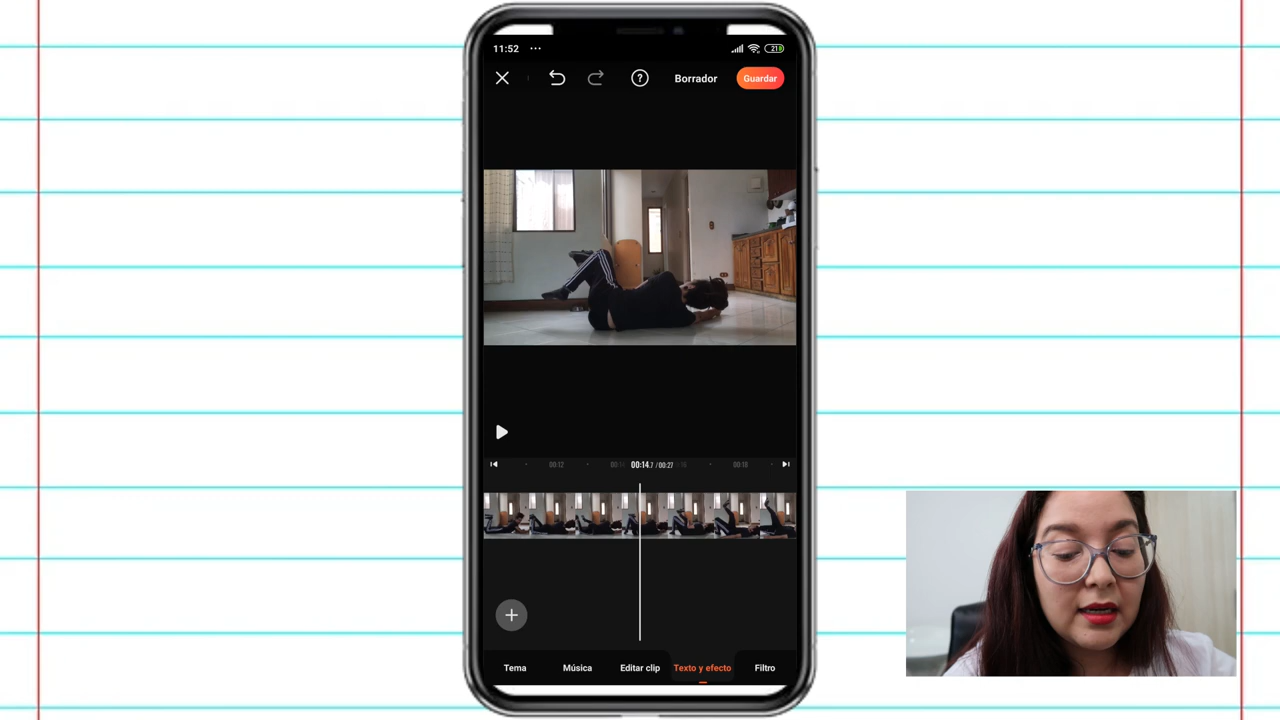 11:52 ...
21
Borrador
Guardar
00:12
00:14.7 / 00:27
00:18
Tema
Música
Editar clip
Texto y efecto
Filtro